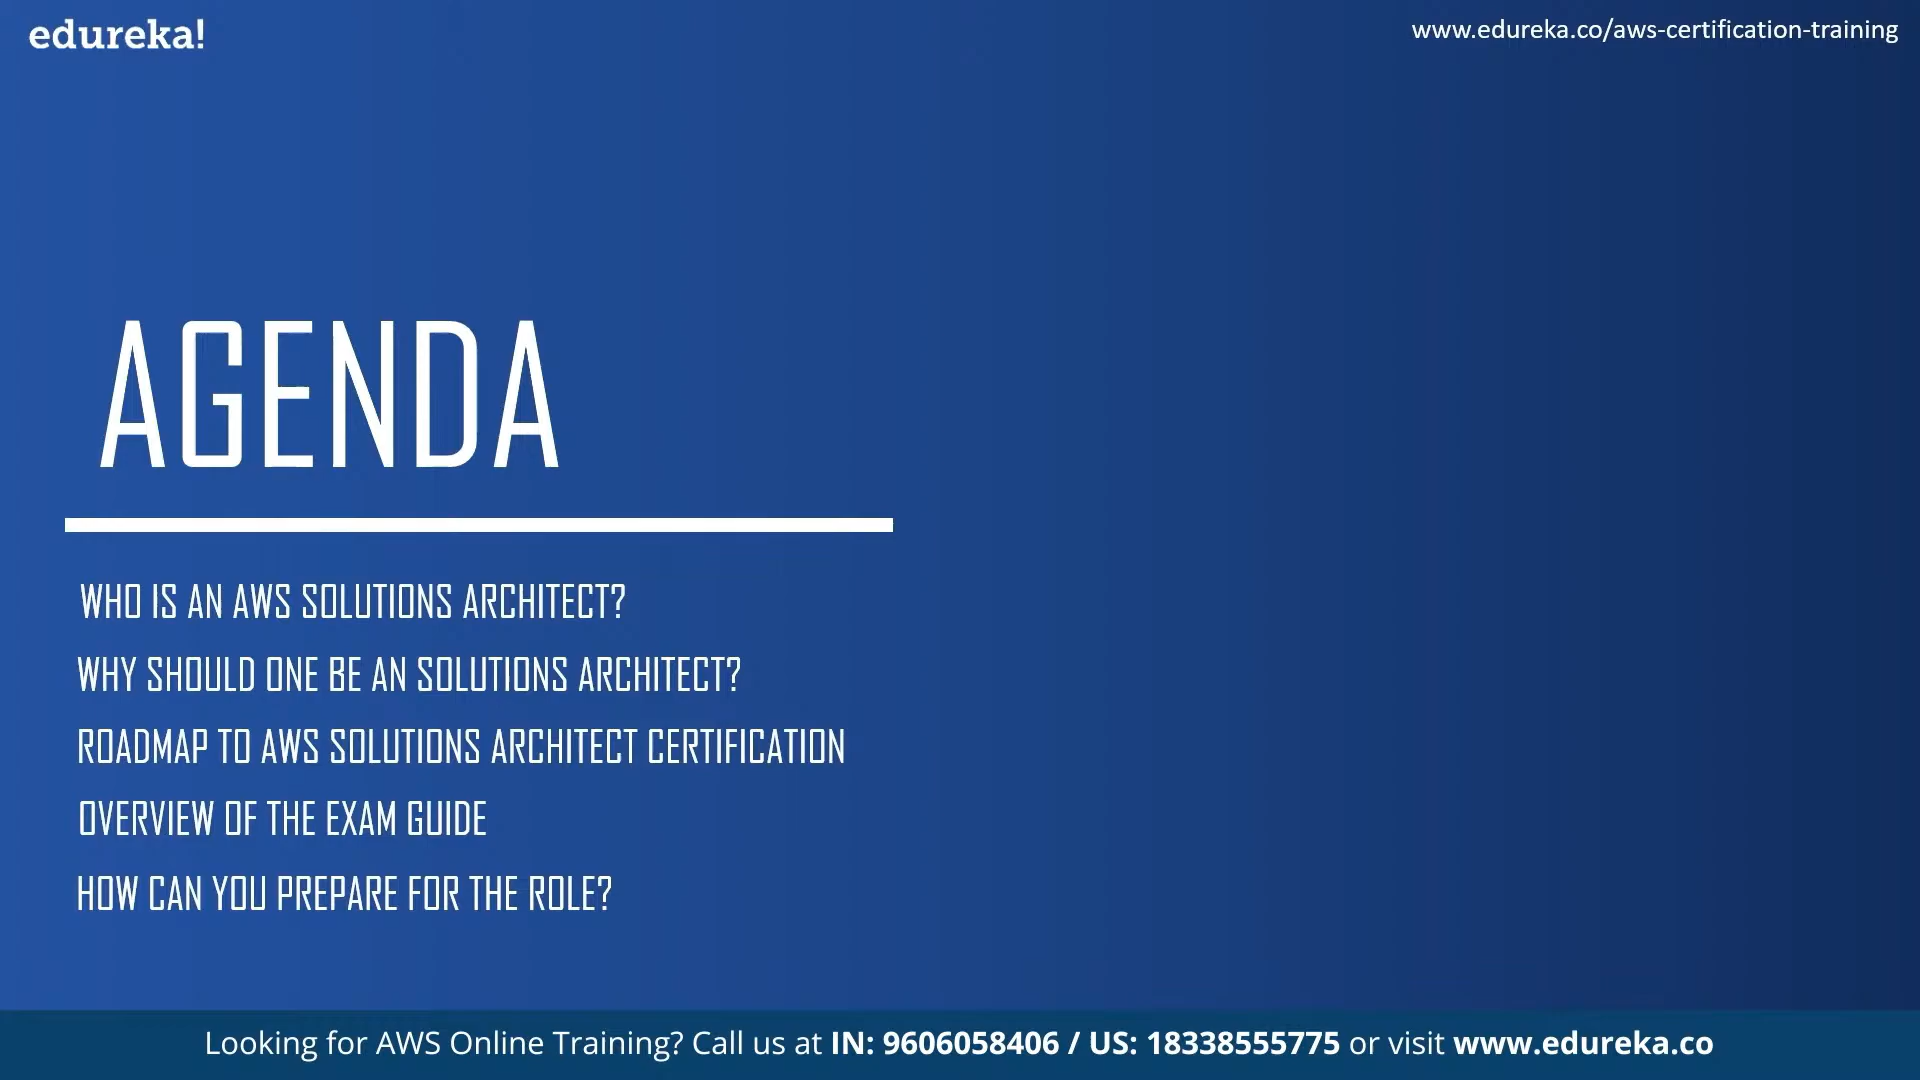 edureka!
www.edureka.co/aws-certification-training
AGENDA
WHO IS AN AWS SOLUTIONS ARCHITECT?
WHY SHOULD ONE BE AN SOLUTIONS ARCHITECT?
ROADMAP TO AWS SOLUTIONS ARCHITECT CERTIFICATION
OVERVIEW OF THE EXAM GUIDE
HOW CAN YOU PREPARE FOR THE ROLE?
Looking for AWS Online Training? Call us at IN: 9606058406 / US: 18338555775 or visit www.edureka.co